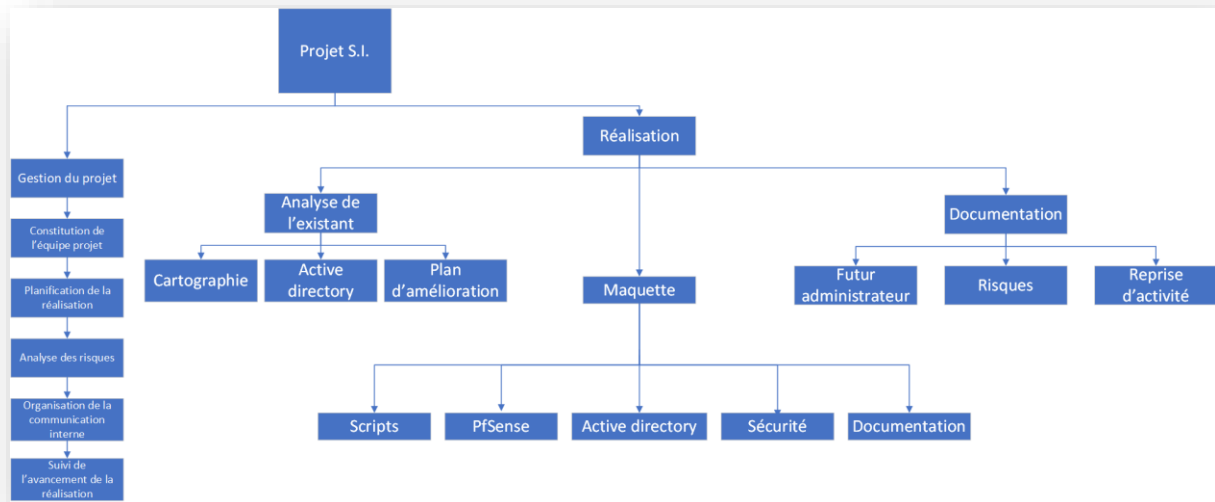 Projet S.I.
Réalisation
Gestion du projet
Constitution de
l'équipe projet
Planification de la
réalisation
Analyse des risques
Organisation de la
communication
interne
Suivi de
l'avancement de la
réalisation
Analyse de
l'existant
Cartographie
Active
directory
Plan
d'amélioration
Maquette
Scripts
PfSense
Active directory
Sécurité
Documentation
Documentation
Futur
administrateur
Risques
Reprise
d'activité